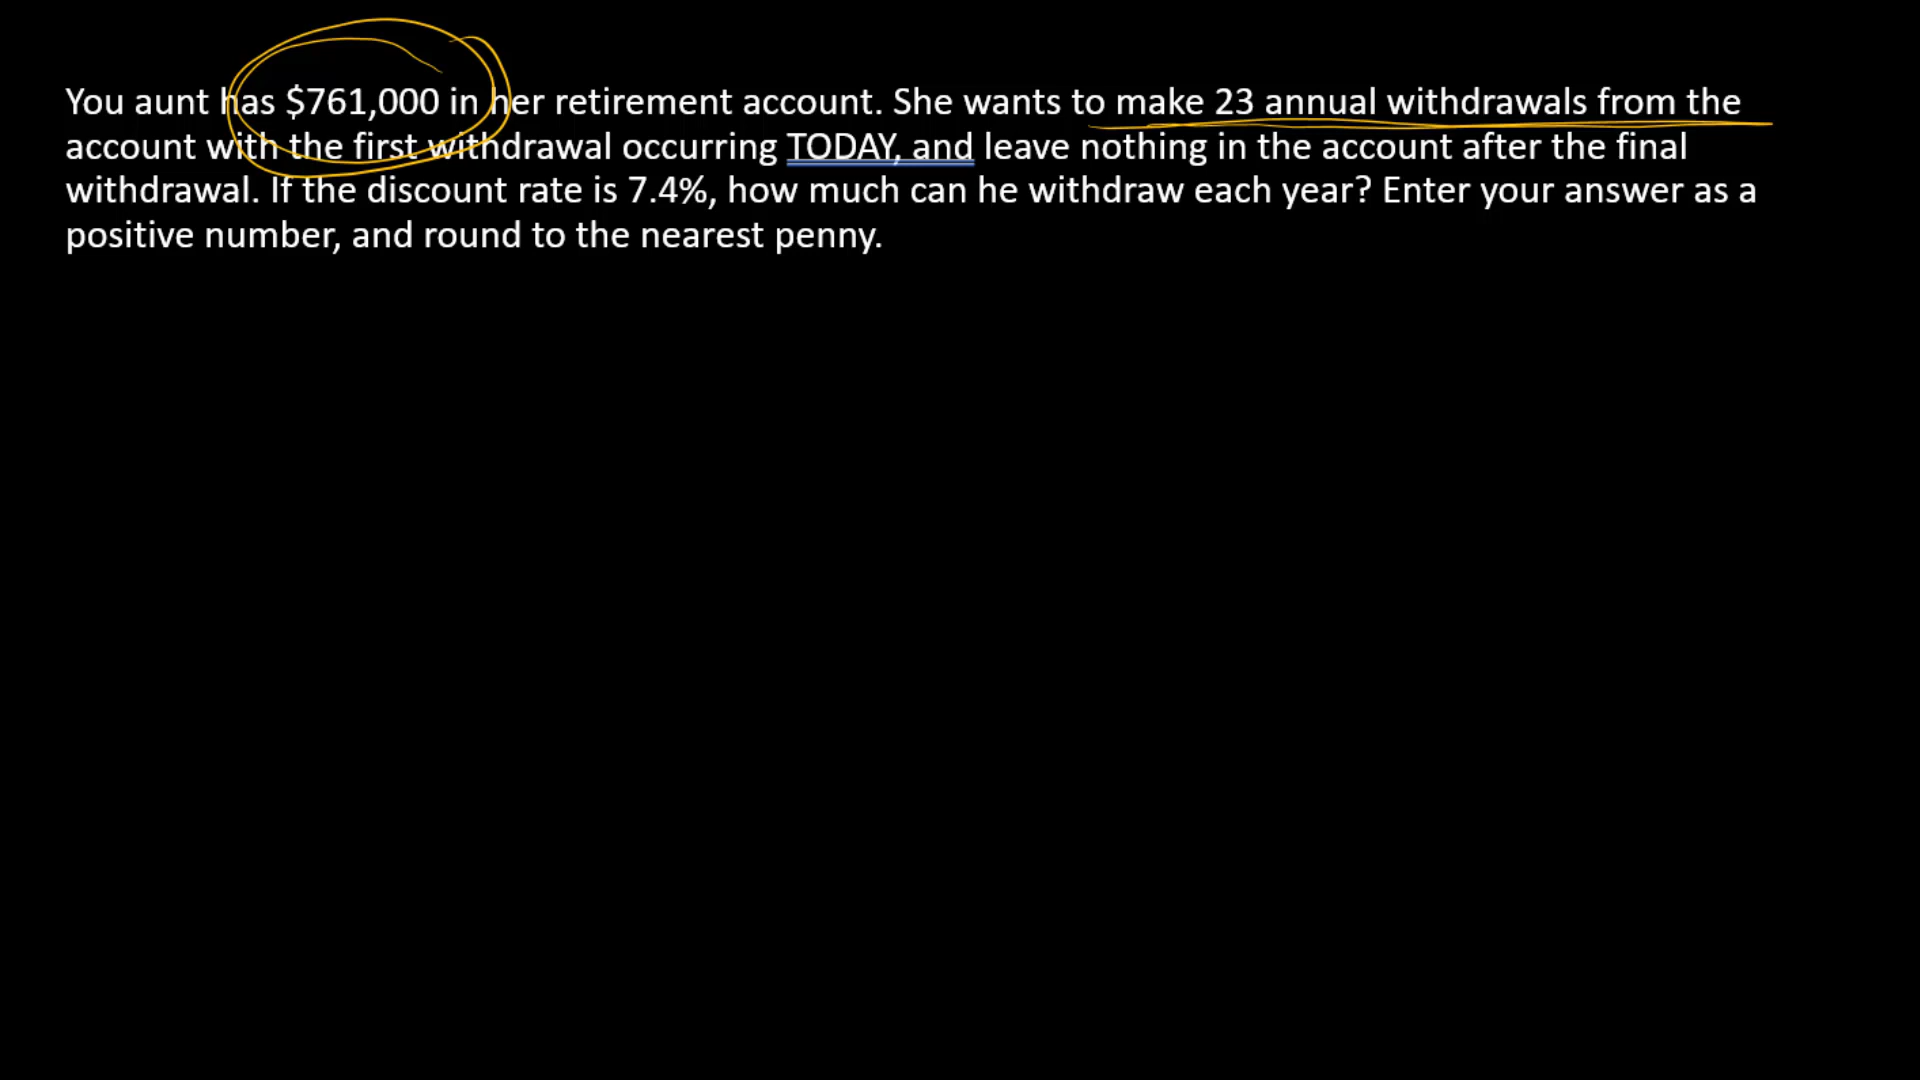 You aunt has $761,000 in her retirement account. She wants to make 23 annual withdrawals from the
account with the first withdrawal occurring TODAY, and leave nothing in the account after the final
withdrawal. If the discount rate is 7.4%, how much can he withdraw each year? Enter your answer as a
positive number, and round to the nearest penny.